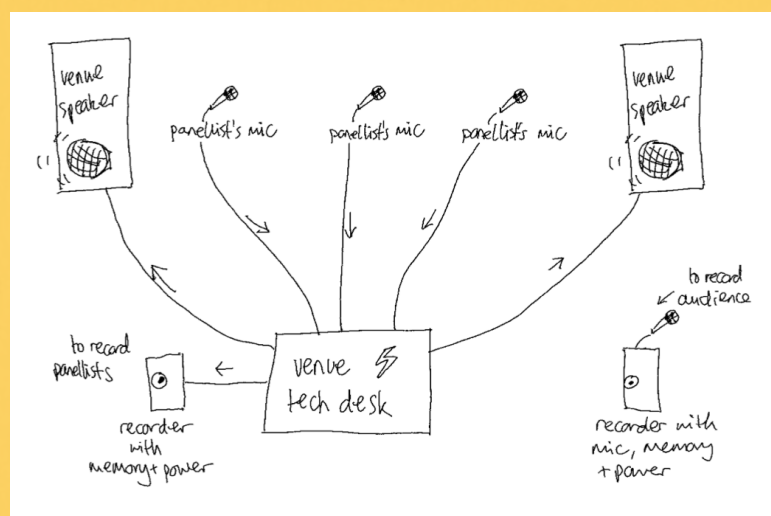 venue
speaker
panellist's mic
panellist's mic
panellist's mic
venue
speaker
to record
audience
to record
panellists
venue
tech desk
recorder
with
memory + power
recorder with
mic, memory
+ power